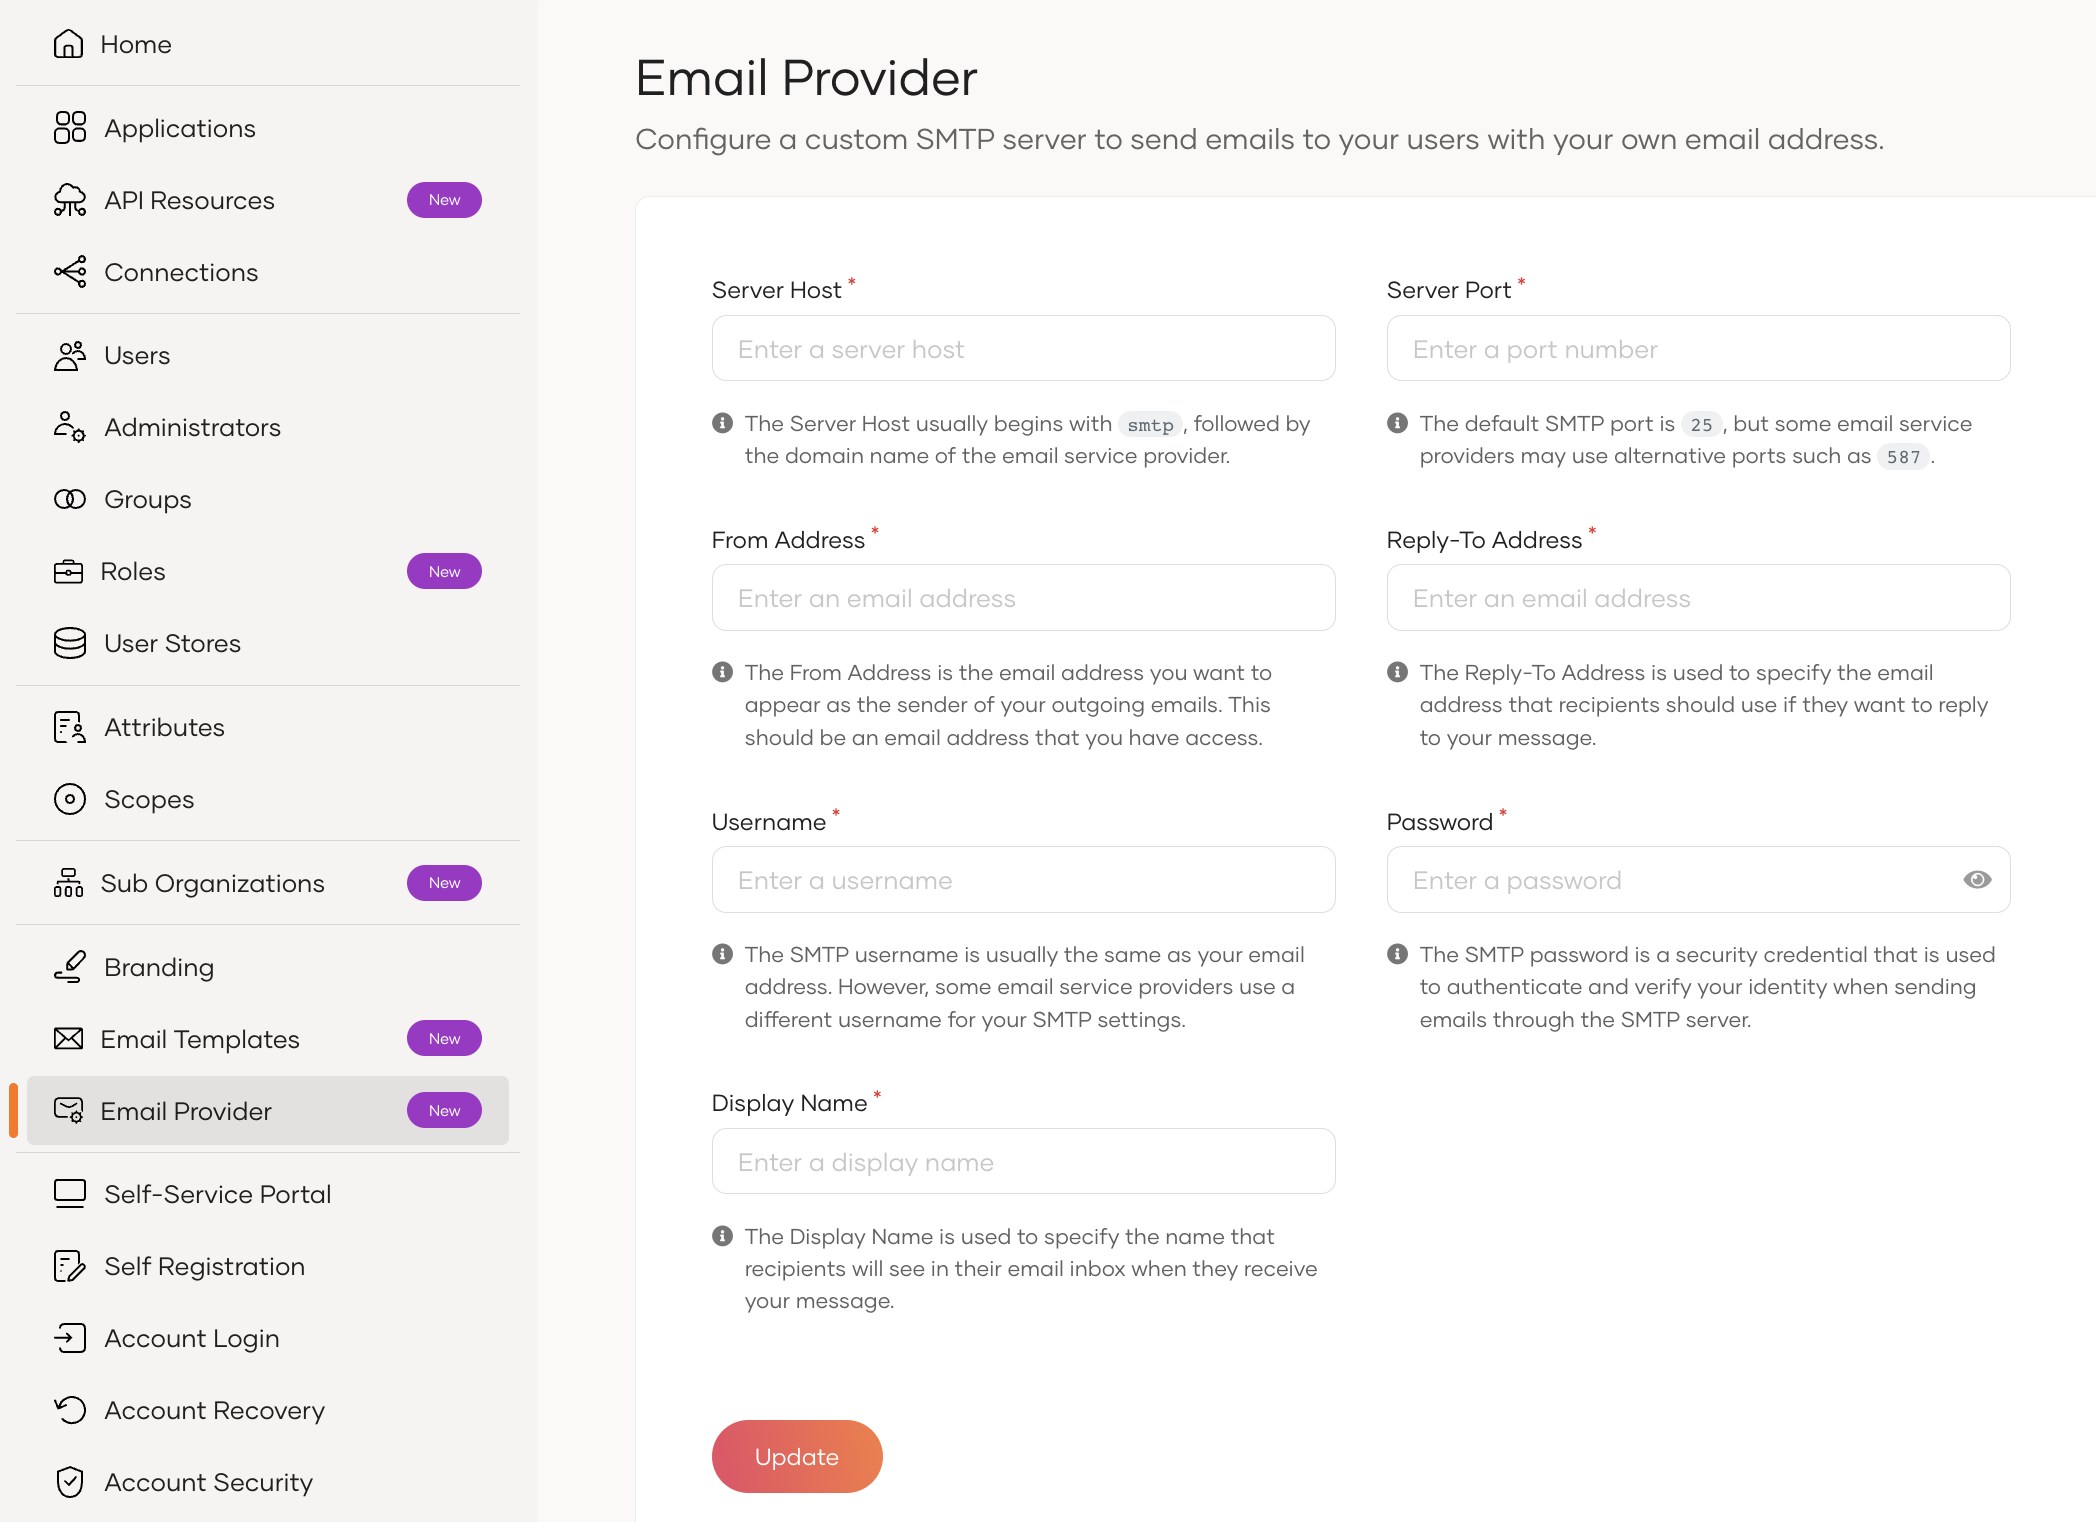 Home
Applications
API Resources
New
Connections
Users
Administrators
Groups
Roles
New
User Stores
Attributes
Scopes
Sub Organizations
New
Branding
Email Templates
New
Email Provider
New
Self-Service Portal
Self Registration
Account Login
Account Recovery
Account Security
Email Provider
Configure a custom SMTP server to send emails to your users with your own email address.
Server Host *
Enter a server host
The Server Host usually begins with smtp, followed by
the domain name of the email service provider.
Server Port *
Enter a port number
The default SMTP port is 25, but some email service
providers may use alternative ports such as 587.
From Address *
Enter an email address
The From Address is the email address you want to
appear as the sender of your outgoing emails. This
should be an email address that you have access.
Reply-To Address *
Enter an email address
The Reply-To Address is used to specify the email
address that recipients should use if they want to reply
to your message.
Username *
Enter a username
The SMTP username is usually the same as your email
address. However, some email service providers use a
different username for your SMTP settings.
Password *
Enter a password
The SMTP password is a security credential that is used
to authenticate and verify your identity when sending
emails through the SMTP server.
Display Name *
Enter a display name
The Display Name is used to specify the name that
recipients will see in their email inbox when they receive
your message.
Update